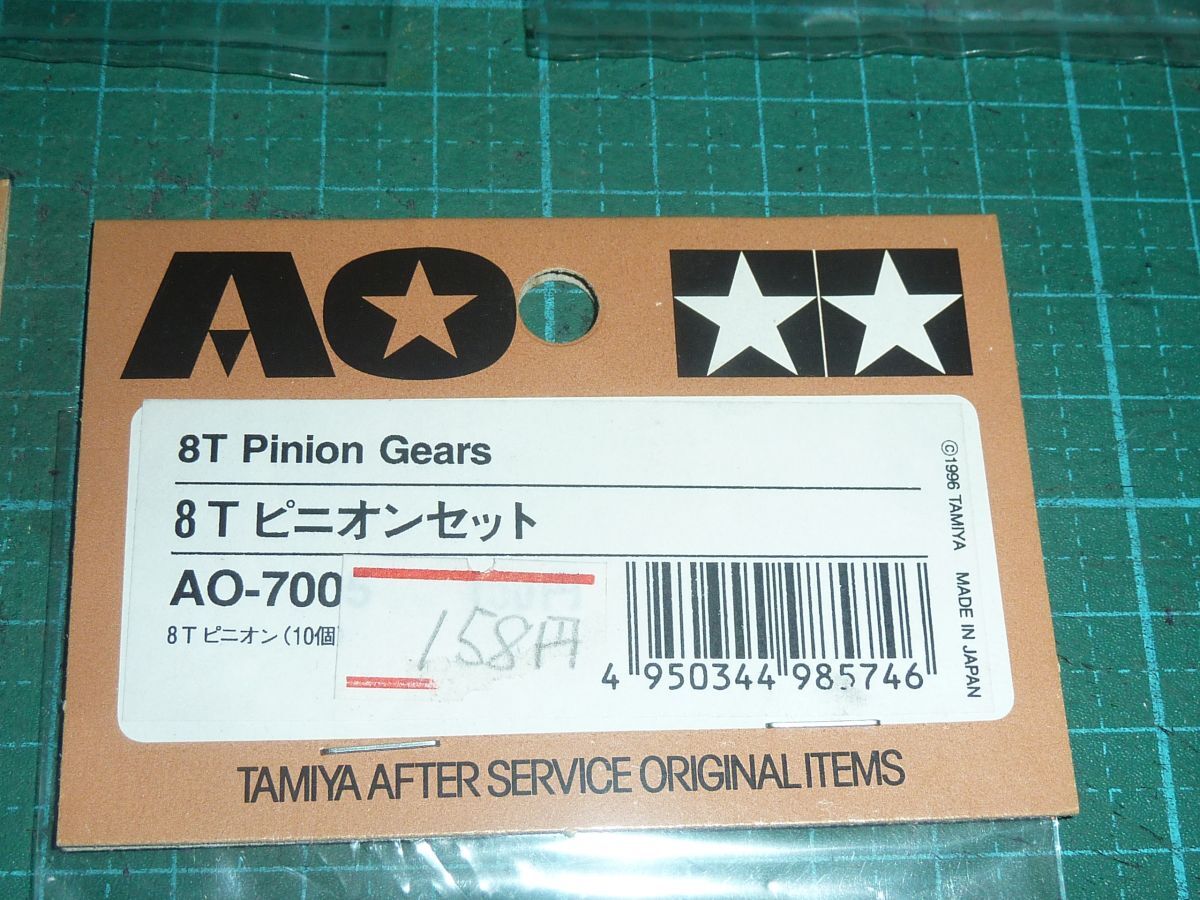 AO
8T Pinion Gears
8Tピニオンセット
AO-700
8Tピニオン(10個
158円
4 950344 985746
©1996 TAMIYA MADE IN JAPAN
TAMIYA AFTER SERVICE ORIGINAL ITEMS